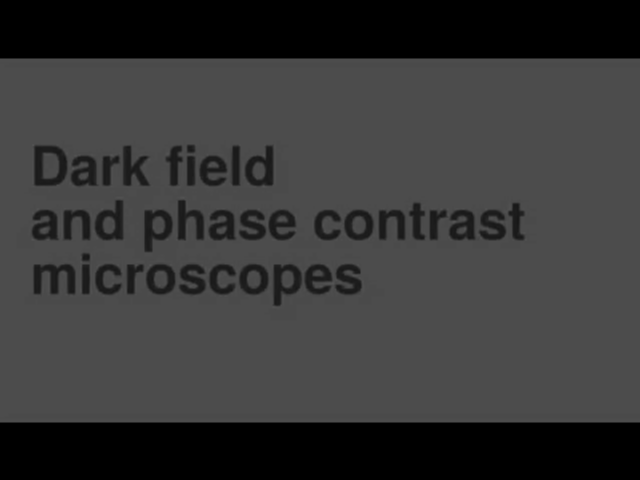 Dark field
and phase contrast
microscopes